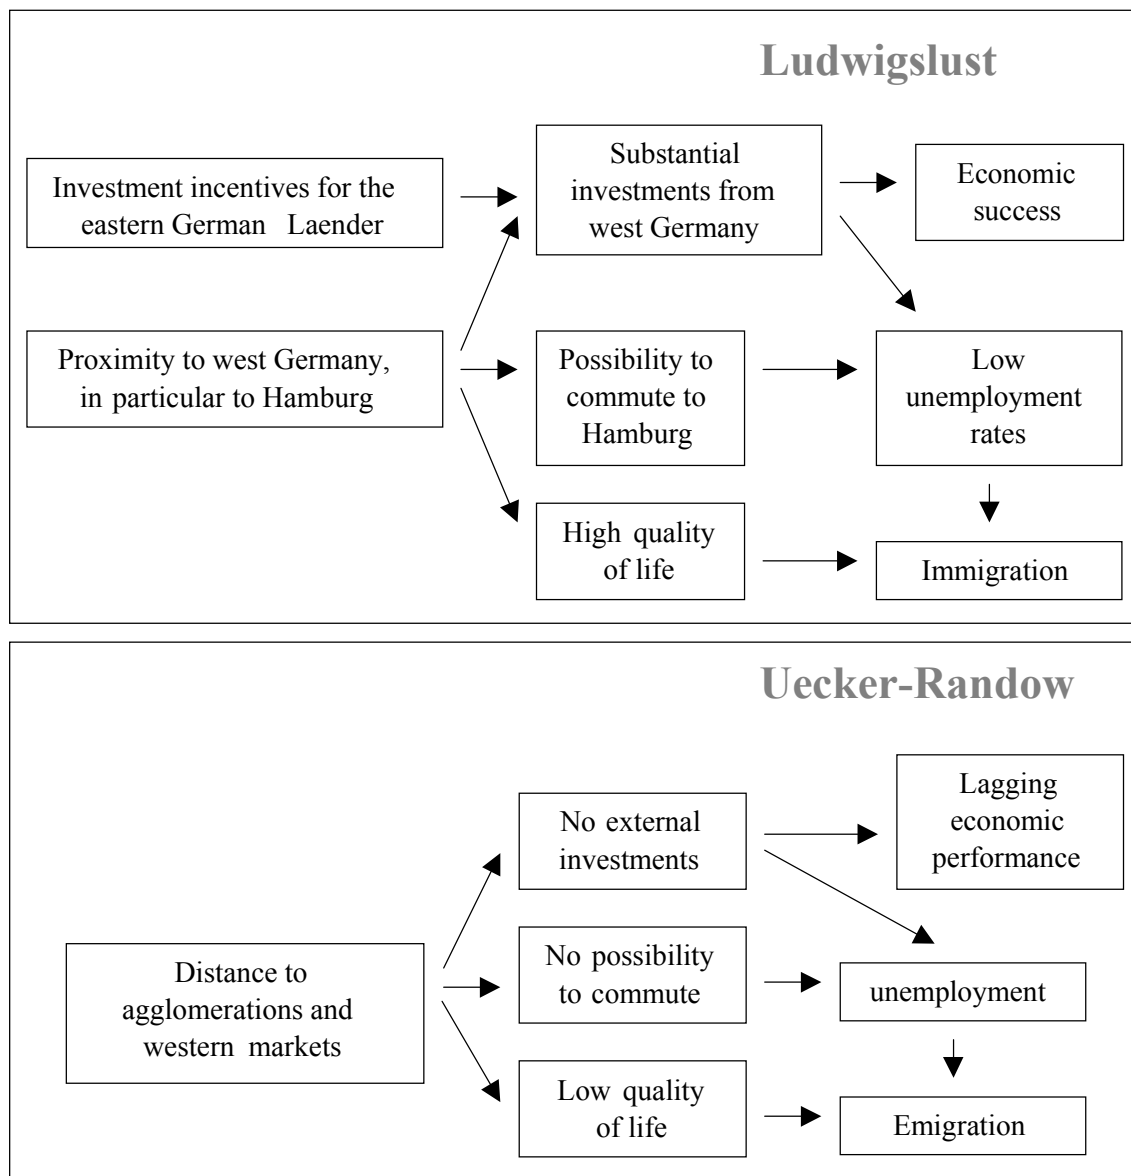 Ludwigslust
Investment incentives for the
eastern German Laender
Substantial
investments from
west Germany
Economic
success
Proximity to west Germany,
in particular to Hamburg
Possibility to
commute to
Hamburg
Low
unemployment
rates
High quality
of life
Immigration
Uecker-Randow
Distance to
agglomerations and
western markets
No external
investments
Lagging
economic
performance
No possibility
to commute
unemployment
Low quality
of life
Emigration